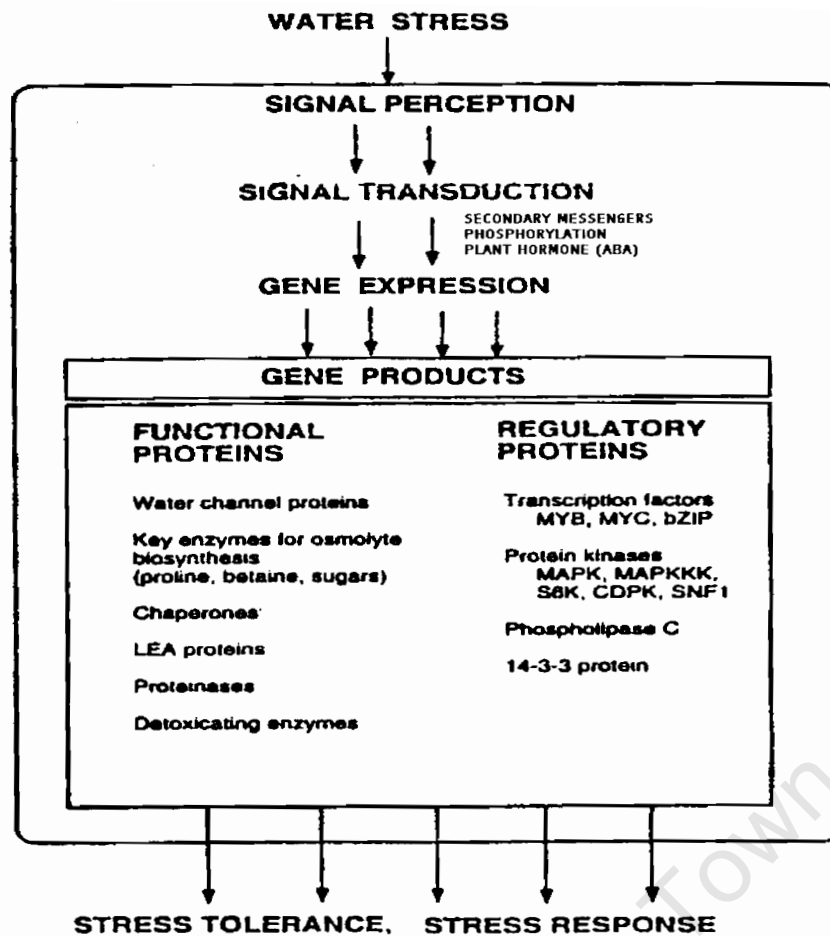 WATER STRESS
SIGNAL PERCEPTION
SIGNAL TRANSDUCTION
SECONDARY MESSENGERS
PHOSPHORYLATION
PLANT HORMONE (ABA)
GENE EXPRESSION
GENE PRODUCTS
FUNCTIONAL
PROTEINS
Water channel proteins
Key enzymes for osmolyte
biosynthesis
(proline, betaine, sugars)
Chaperones
LEA proteins
Proteinases
Detoxicating enzymes
REGULATORY
PROTEINS
Transcription factors
MYB, MYC, bZIP
Protein kinases
MAPK, MAPKKK,
S6K, CDPK, SNF1
Phospholipase C
14-3-3 protein
STRESS TOLERANCE, STRESS RESPONSE
Town